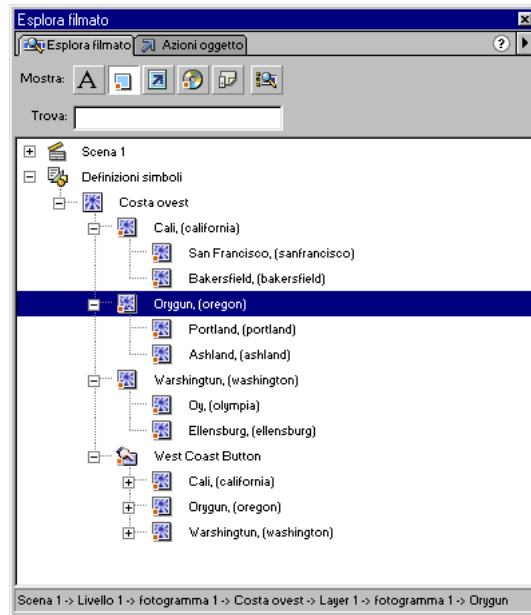 Esplora filmato
Esplora filmato Azioni oggetto ?
Mostra: A
Trova:
Scena 1
Definizioni simboli
Costa ovest
Cali, (california)
San Francisco, (sanfrancisco)
Bakersfield, (bakersfield)
Orygun, (oregon)
Portland, (portland)
Ashland, (ashland)
Warshingtun, (washington)
Oy, (olympia)
Ellensburg, (ellensburg)
West Coast Button
Cali, (california)
Orygun, (oregon)
Warshingtun, (washington)
Scena 1 -> Livello 1 -> fotogramma 1 -> Costa ovest -> Layer 1 -> fotogramma 1 -> Orygun